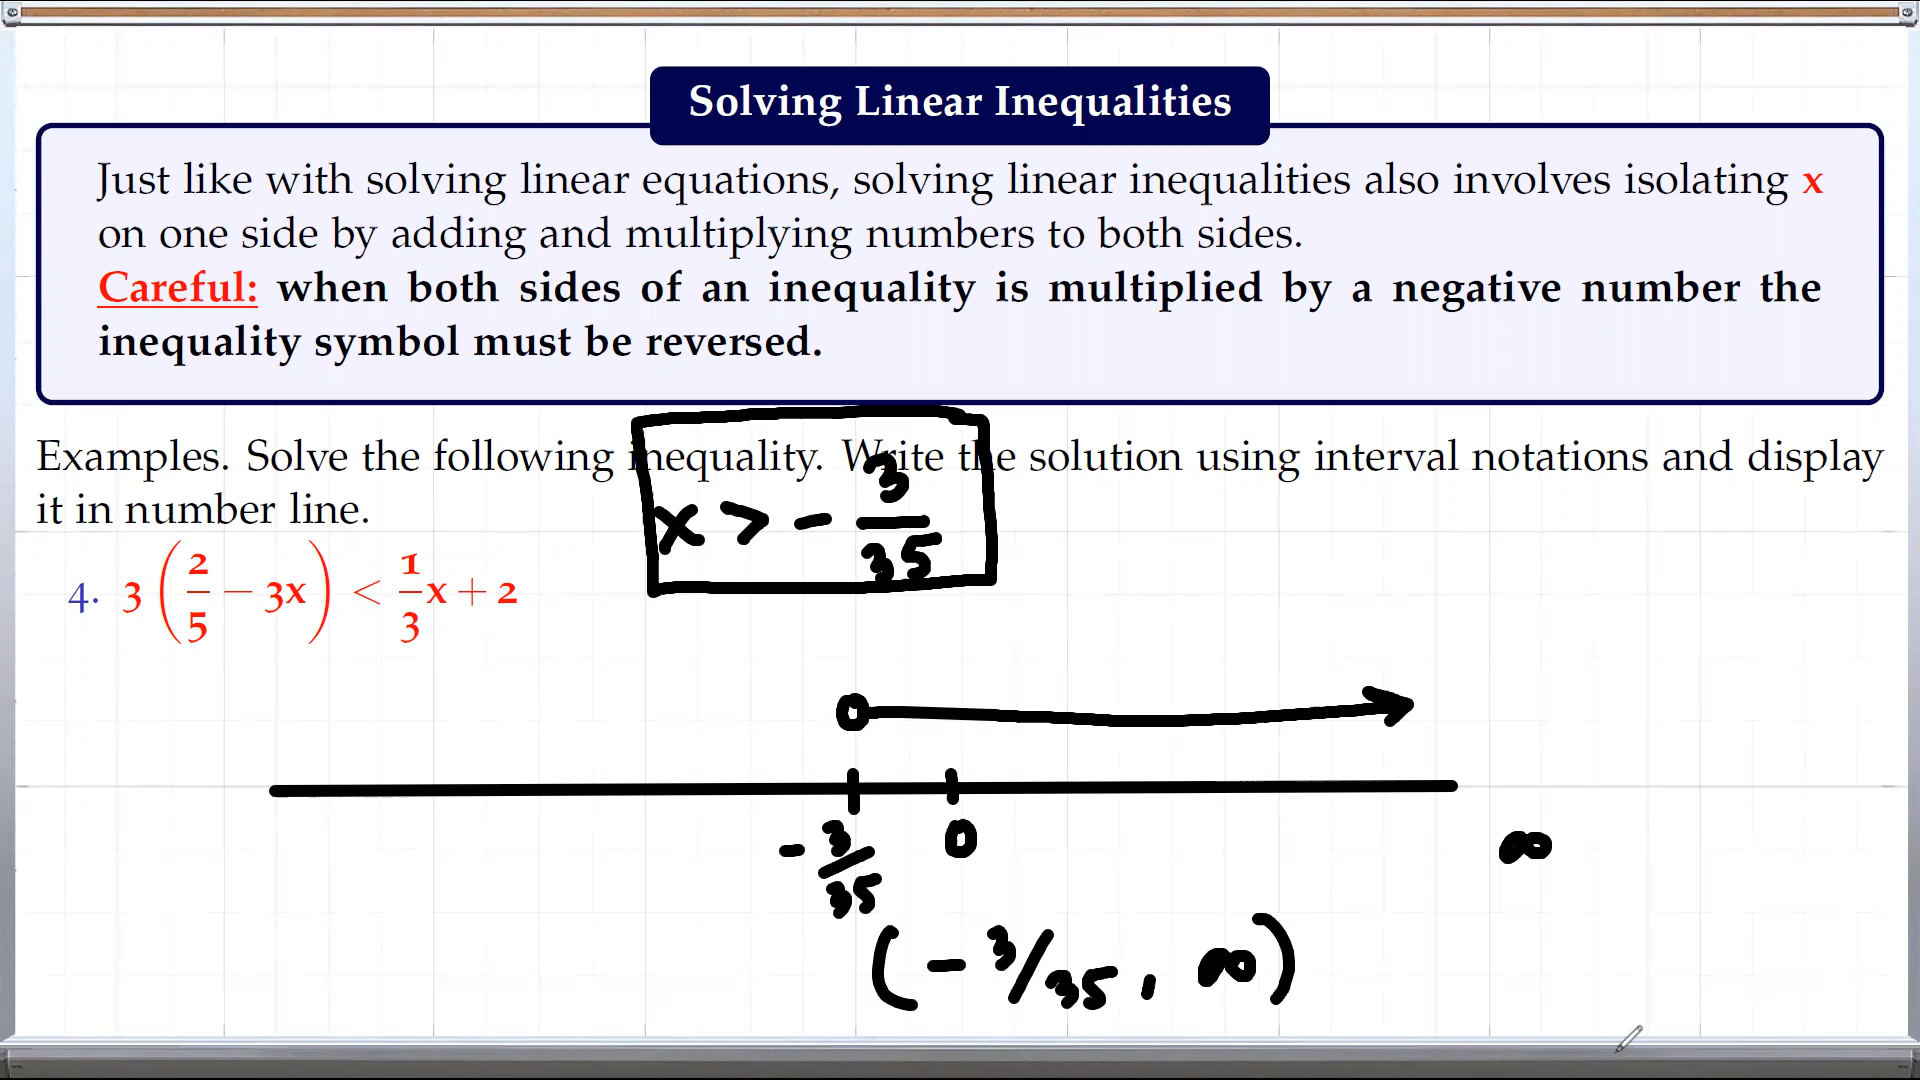 Solving Linear Inequalities
Just like with solving linear equations, solving linear inequalities also involves isolating x
on one side by adding and multiplying numbers to both sides.
Careful: when both sides of an inequality is multiplied by a negative number the
inequality symbol must be reversed.
Examples. Solve the following inequality. Write the solution using interval notations and display
it in number line.
x > - 3/35
4. 3 (2/5 − 3x) < 1/3 x + 2
- 3/35 0 ∞
(- 3/35 , ∞)